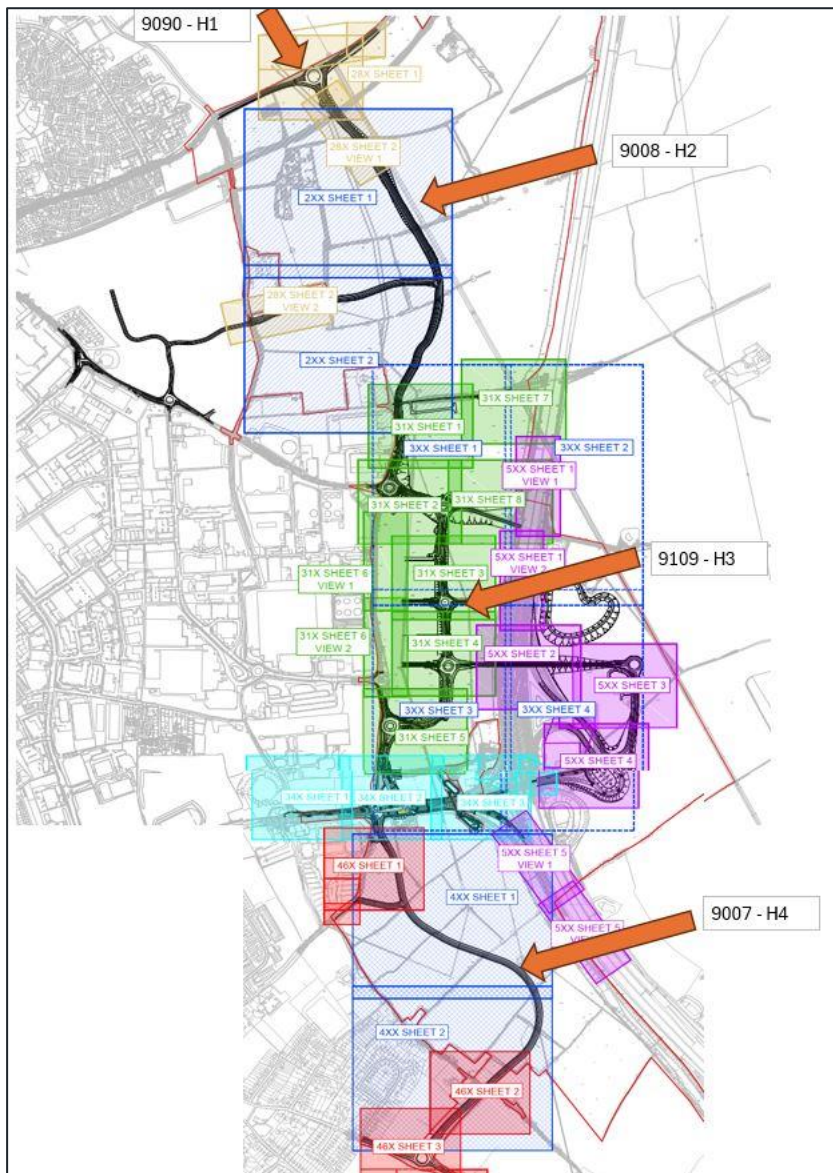 9090 - H1
28X SHEET 1
9008 - H2
28X SHEET 2
VIEW 1
2XX SHEET 1
28X SHEET 2
VIEW 2
2XX SHEET 2
31X SHEET 7
31X SHEET 1
3XX SHEET 1
3XX SHEET 2
5XX SHEET 1
VIEW 1
31X SHEET 2
31X SHEET 8
5XX SHEET 1
9109 - H3
31X SHEET 6
VIEW 1
31X SHEET 3
31X SHEET 6
VIEW 2
31X SHEET 4
5XX SHEET 2
5XX SHEET 3
3XX SHEET 3
3XX SHEET 4
31X SHEET 5
5XX SHEET 4
34X SHEET 1
34X SHEET 2
34X SHEET 3
46X SHEET 1
5XX SHEET 5
VIEW 1
4XX SHEET 1
9007 - H4
5XX SHEET 5
4XX SHEET 2
46X SHEET 2
46X SHEET 3